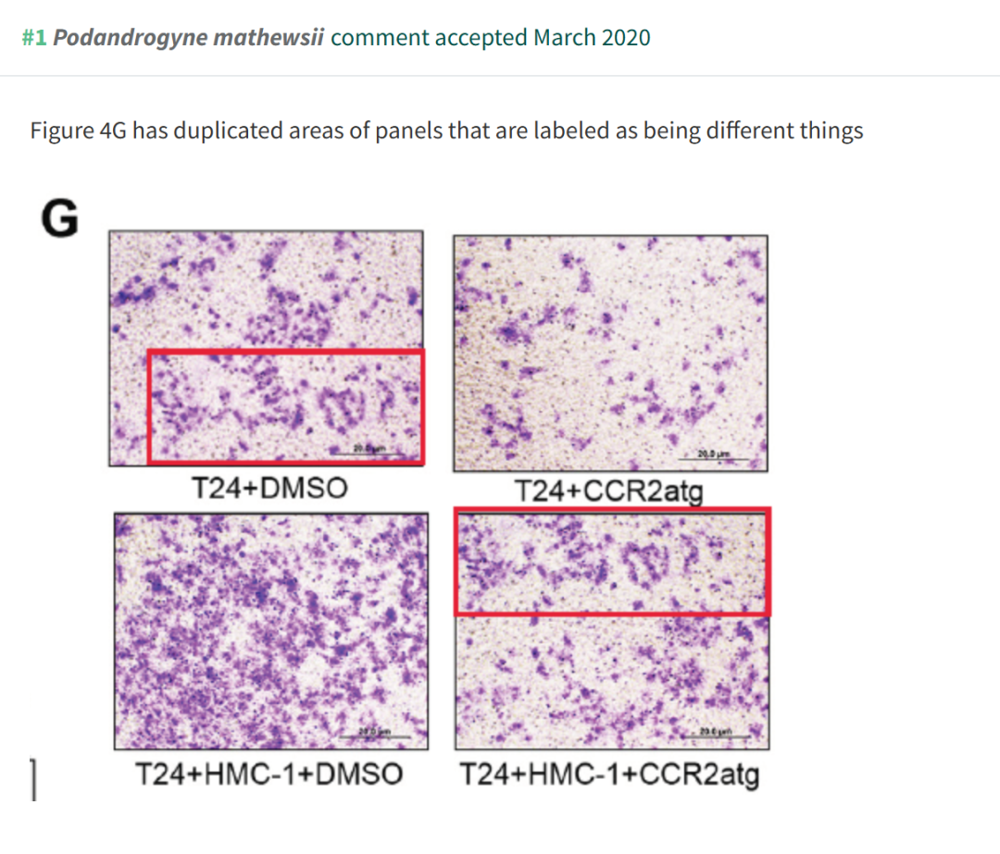 #1 Podandrogyne mathewsii comment accepted March 2020
Figure 4G has duplicated areas of panels that are labeled as being different things
G
20.0 µm
20.0 µm
T24+DMSO
T24+CCR2atg
20.0 µm
20.0 µm
T24+HMC-1+DMSO
T24+HMC-1+CCR2atg